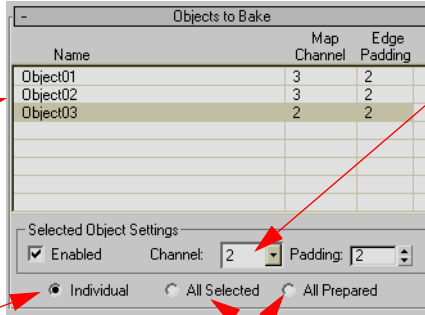 - Objects to Bake
Map Edge
Name Channel Padding
Object01 3 2
Object02 3 2
Object03 2 2
Selected Object Settings
Enabled Channel: 2 Padding: 2
Individual All Selected All Prepared